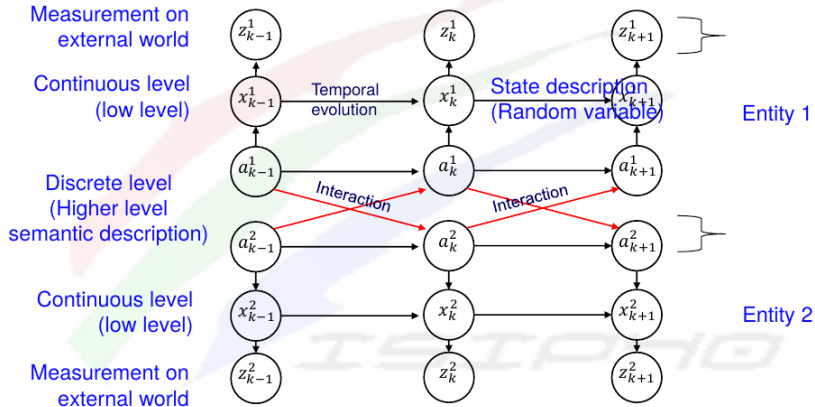 Measurement on
external world
z¹ₖ₋₁ z¹ₖ z¹ₖ₊₁
Continuous level
(low level)
x¹ₖ₋₁ Temporal
evolution
x¹ₖ State description
(Random variable)
x¹ₖ₊₁
Entity 1
a¹ₖ₋₁ a¹ₖ a¹ₖ₊₁
Discrete level
(Higher level
semantic description)
Interaction Interaction
a²ₖ₋₁ a²ₖ a²ₖ₊₁
Continuous level
(low level)
x²ₖ₋₁ x²ₖ x²ₖ₊₁
Entity 2
Measurement on
external world
z²ₖ₋₁ z²ₖ z²ₖ₊₁
ISIPHO